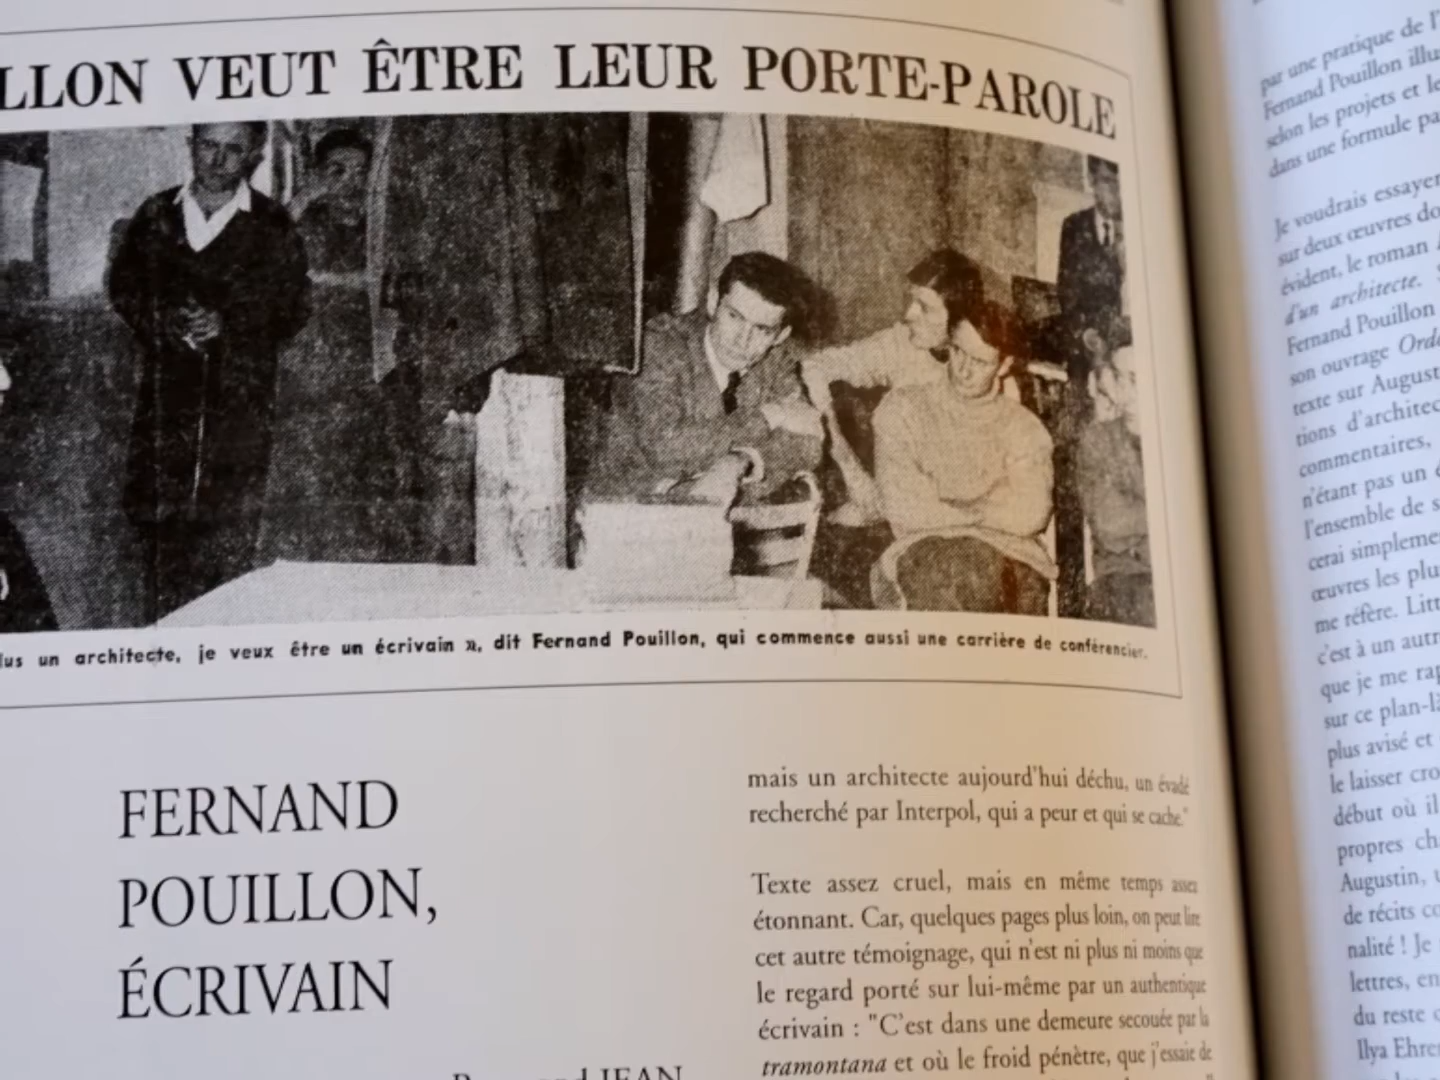 LLON VEUT ÊTRE LEUR PORTE-PAROLE
un architecte, je veux être un écrivain », dit Fernand Pouillon, qui commence aussi une carrière de conférencier.
FERNAND
POUILLON,
ÉCRIVAIN
JEAN
mais un architecte aujourd'hui déchu, un évadé
recherché par Interpol, qui a peur et qui se cache."
Texte assez cruel, mais en même temps assez
étonnant. Car, quelques pages plus loin, on peut lire
cet autre témoignage, qui n'est ni plus ni moins que
le regard porté sur lui-même par un authentique
écrivain : "C'est dans une demeure secouée par la
tramontana et où le froid pénètre, que j'essaie de
par une pratique de l'
Fernand Pouillon illu
selon les projets et le
dans une formule pa
Je voudrais essayer
sur deux œuvres do
évident, le roman
d'un architecte.
Fernand Pouillon
son ouvrage Ord
texte sur August
tions d'architec
commentaires,
n'étant pas un
l'ensemble de s
cerai simpleme
œuvres les plu
me réfère. Litt
c'est à un autr
que je me rap
sur ce plan-là
plus avisé et
le laisser cro
début où il
propres ch
Augustin, u
de récits co
nalité ! Je
lettres, en
du reste
Ilya Ehre